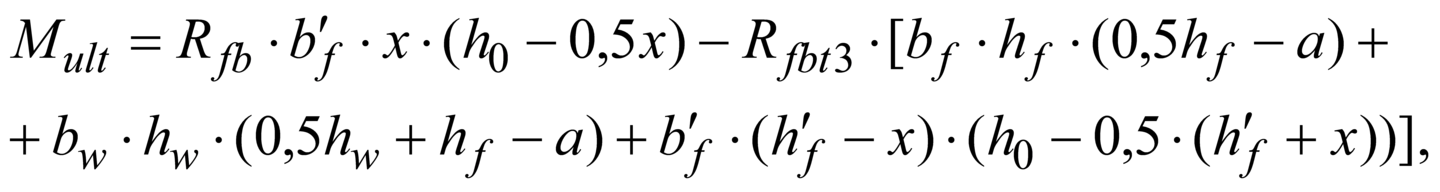 M_ult = R_fb · b′_f · x · (h_0 − 0,5x) − R_fbt3 · [b_f · h_f · (0,5h_f − a) +
+ b_w · h_w · (0,5h_w + h_f − a) + b′_f · (h′_f − x) · (h_0 − 0,5 · (h′_f + x))],